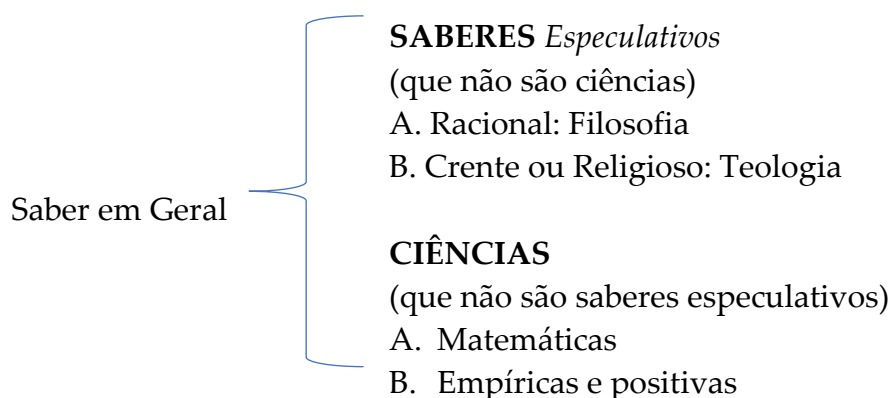 SABERES Especulativos
(que não são ciências)
A. Racional: Filosofia
B. Crente ou Religioso: Teologia
Saber em Geral
CIÊNCIAS
(que não são saberes especulativos)
A. Matemáticas
B. Empíricas e positivas